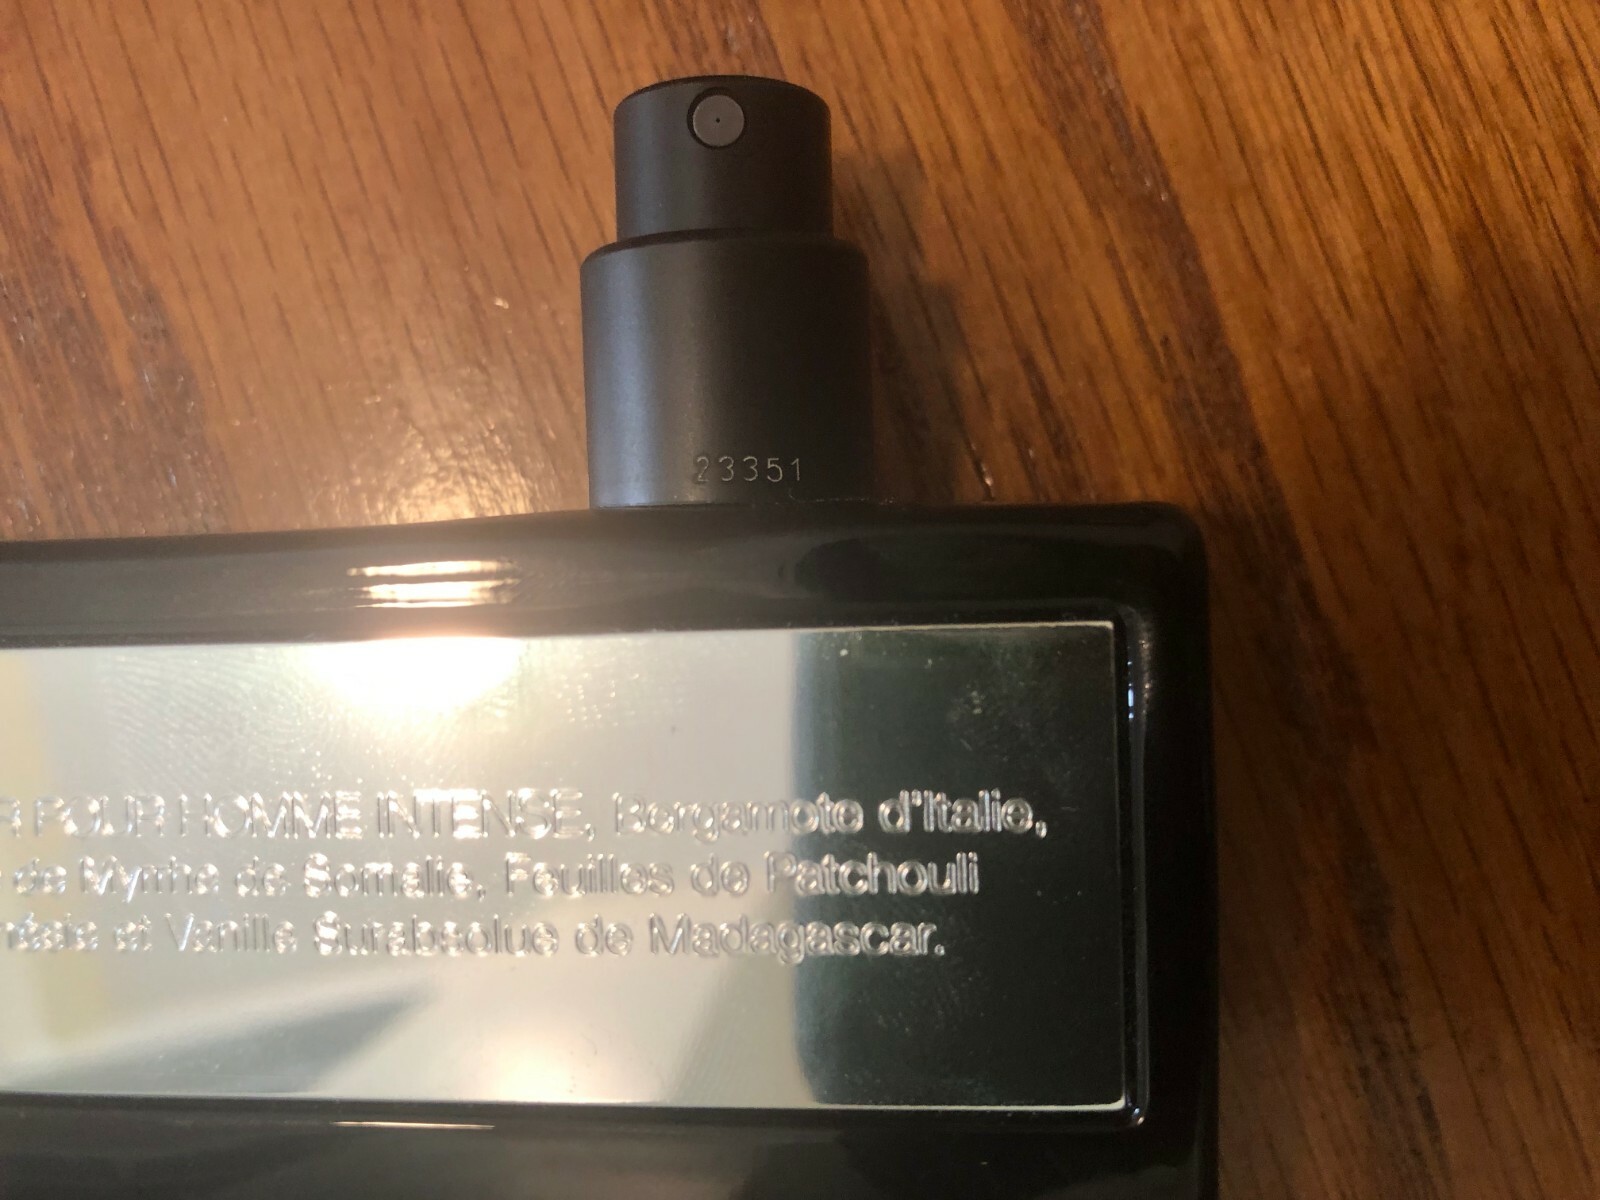 23351
POUR HOMME INTENSE, Bergamote d'Italie,
de Myrrhe de Somalie, Feuilles de Patchouli
et Vanille Surabsolue de Madagascar.